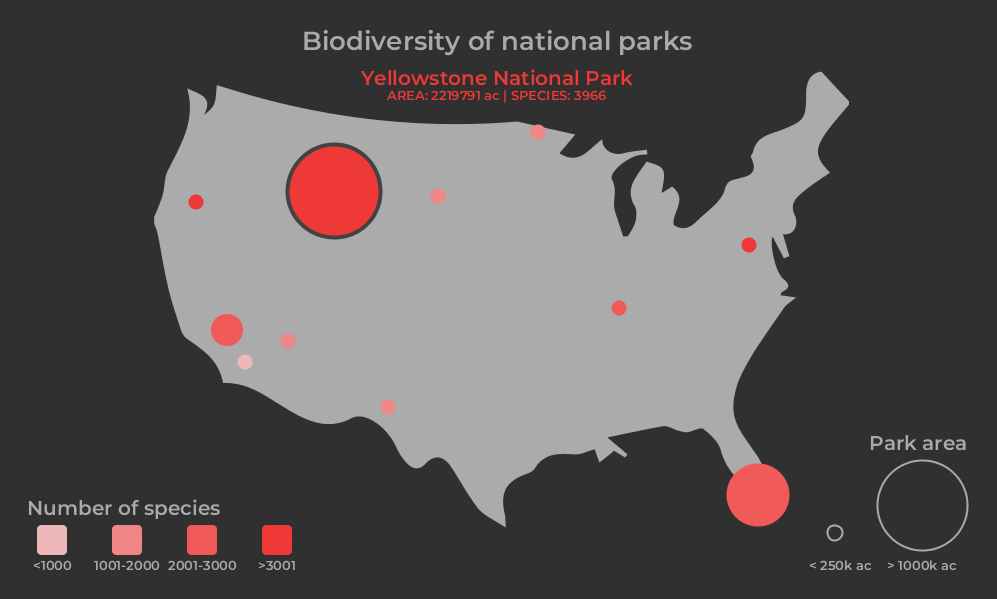 Biodiversity of national parks
Yellowstone National Park
AREA: 2219791 ac | SPECIES: 3966
Park area
< 250k ac > 1000k ac
Number of species
<1000 1001-2000 2001-3000 >3001